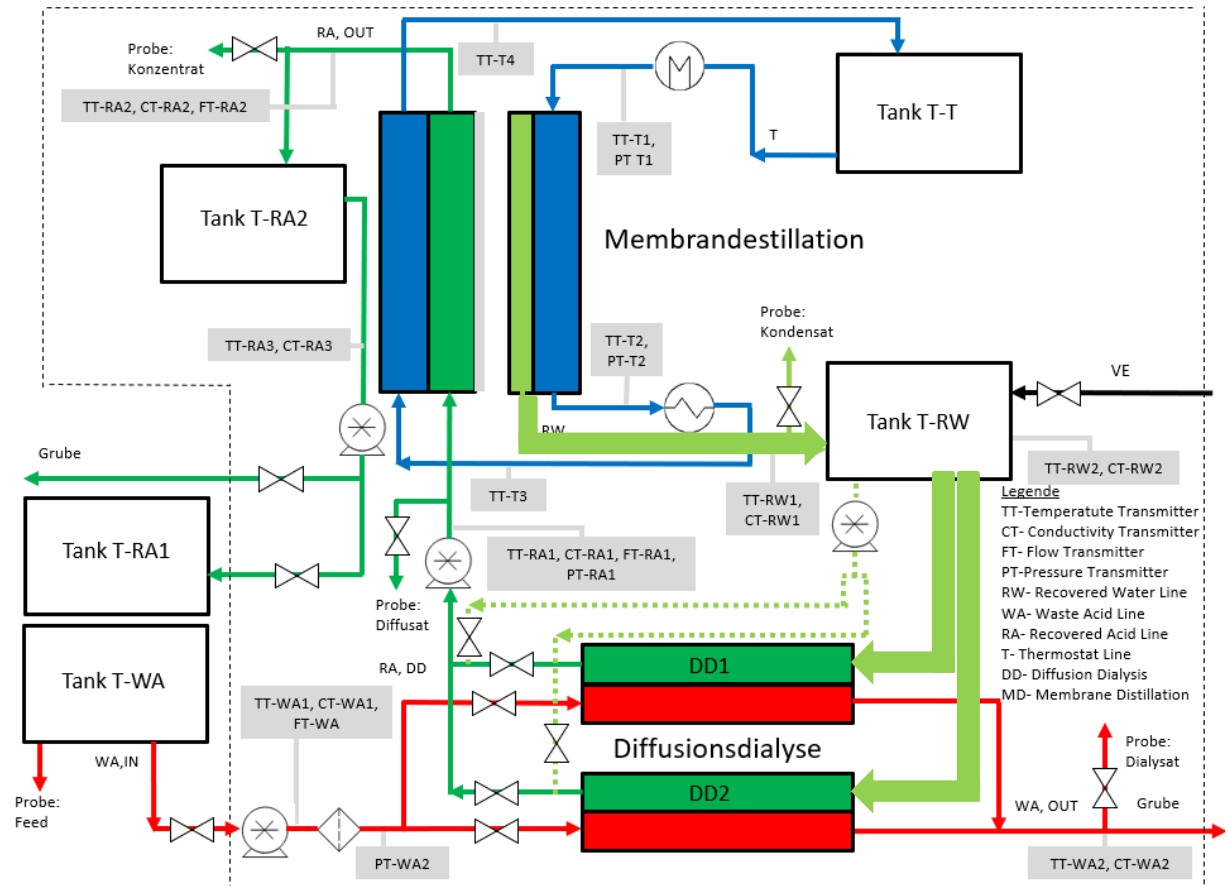 RA, OUT
Probe:
Konzentrat
TT-T4
TT-RA2, CT-RA2, FT-RA2
M
Tank T-T
TT-T1,
PT T1
T
Tank T-RA2
Membrandestillation
Probe:
Kondensat
TT-RA3, CT-RA3
TT-T2,
PT-T2
VE
Tank T-RW
RW
Grube
TT-T3
TT-RW1,
CT-RW1
TT-RW2, CT-RW2
Legende
TT-Temperatute Transmitter
CT- Conductivity Transmitter
FT- Flow Transmitter
PT-Pressure Transmitter
RW- Recovered Water Line
WA- Waste Acid Line
RA- Recovered Acid Line
T- Thermostat Line
DD- Diffusion Dialysis
MD- Membrane Distillation
Tank T-RA1
TT-RA1, CT-RA1, FT-RA1,
PT-RA1
Probe:
Diffusat
RA, DD
DD1
Tank T-WA
TT-WA1, CT-WA1,
FT-WA
Diffusionsdialyse
WA,IN
Probe:
Feed
DD2
Probe:
Dialysat
WA, OUT
Grube
PT-WA2
TT-WA2, CT-WA2